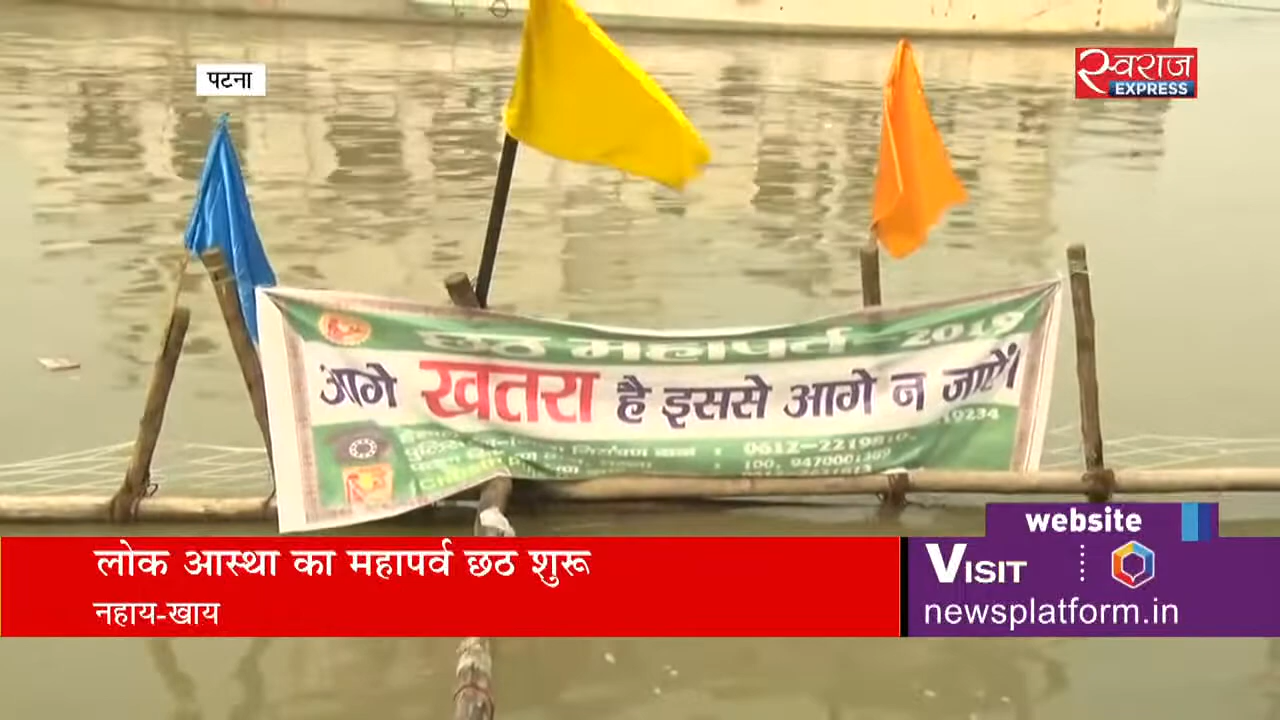 पटना
स्वराज
EXPRESS
छठ महापर्व - 2019
आगे खतरा है इससे आगे न जाऐं।
19234
0612-2219810
100, 9470001389
website
VISIT
newsplatform.in
लोक आस्था का महापर्व छठ शुरू
नहाय-खाय